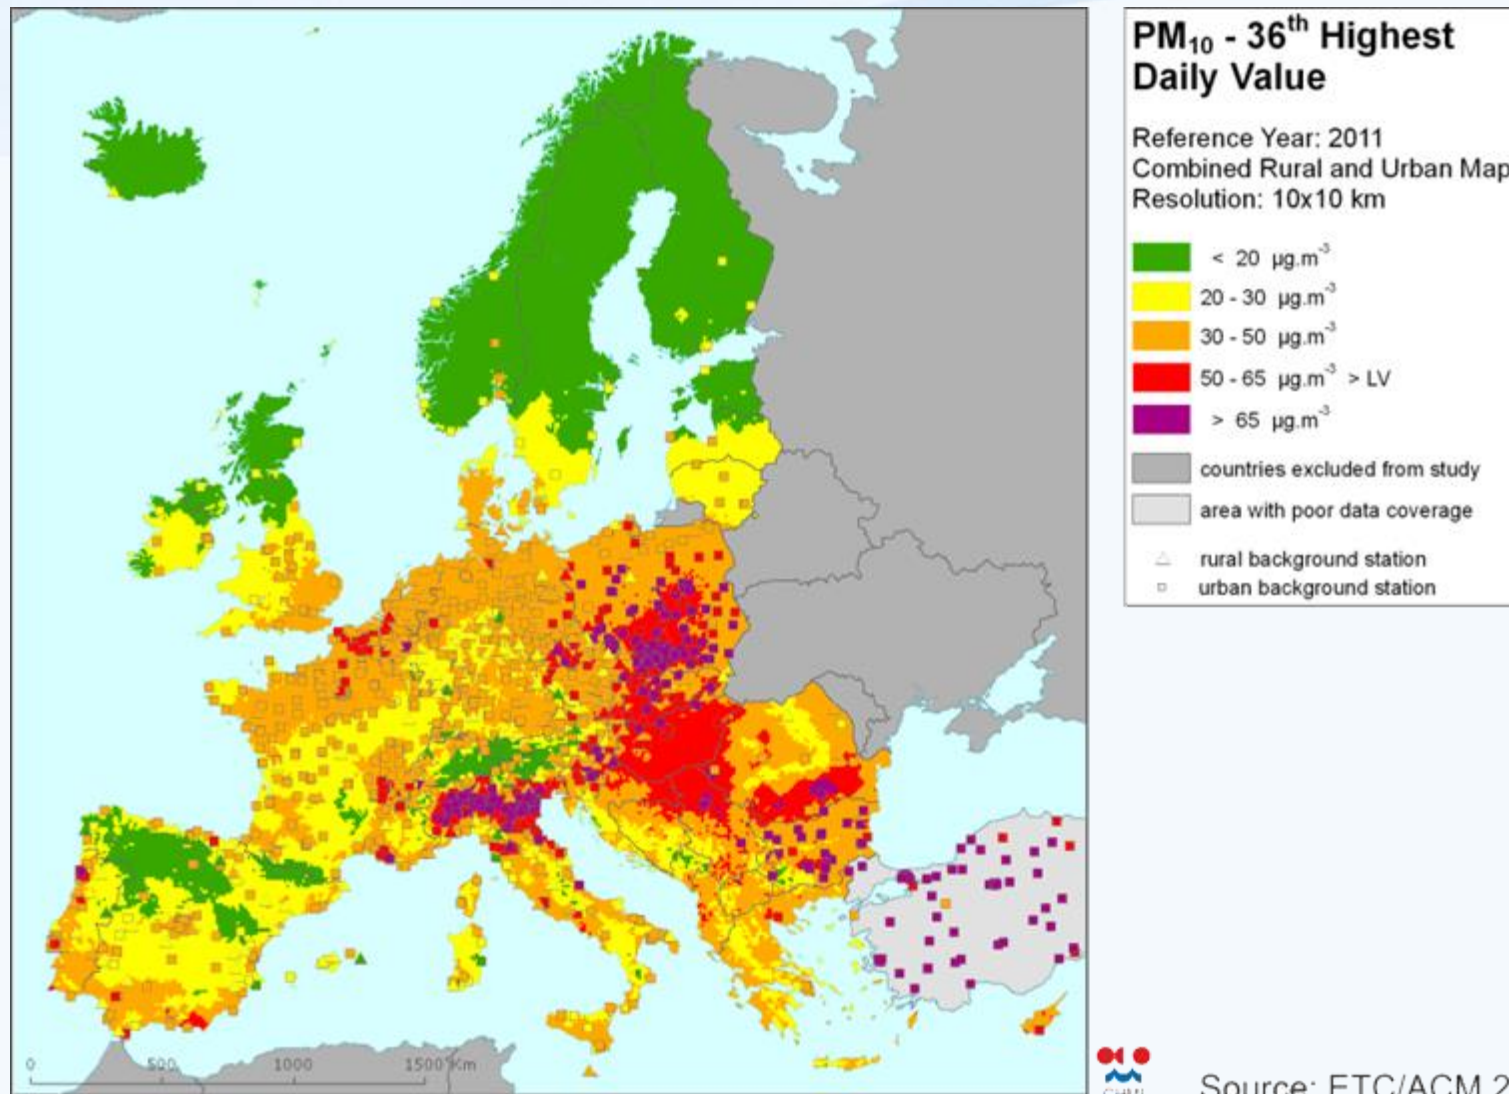 PM₁₀ - 36ᵗʰ Highest
Daily Value
Reference Year: 2011
Combined Rural and Urban Map
Resolution: 10x10 km
< 20 µg.m⁻³
20 - 30 µg.m⁻³
30 - 50 µg.m⁻³
50 - 65 µg.m⁻³ > LV
> 65 µg.m⁻³
countries excluded from study
area with poor data coverage
rural background station
urban background station
0 500 1000 1500 Km
Source: ETC/ACM 2